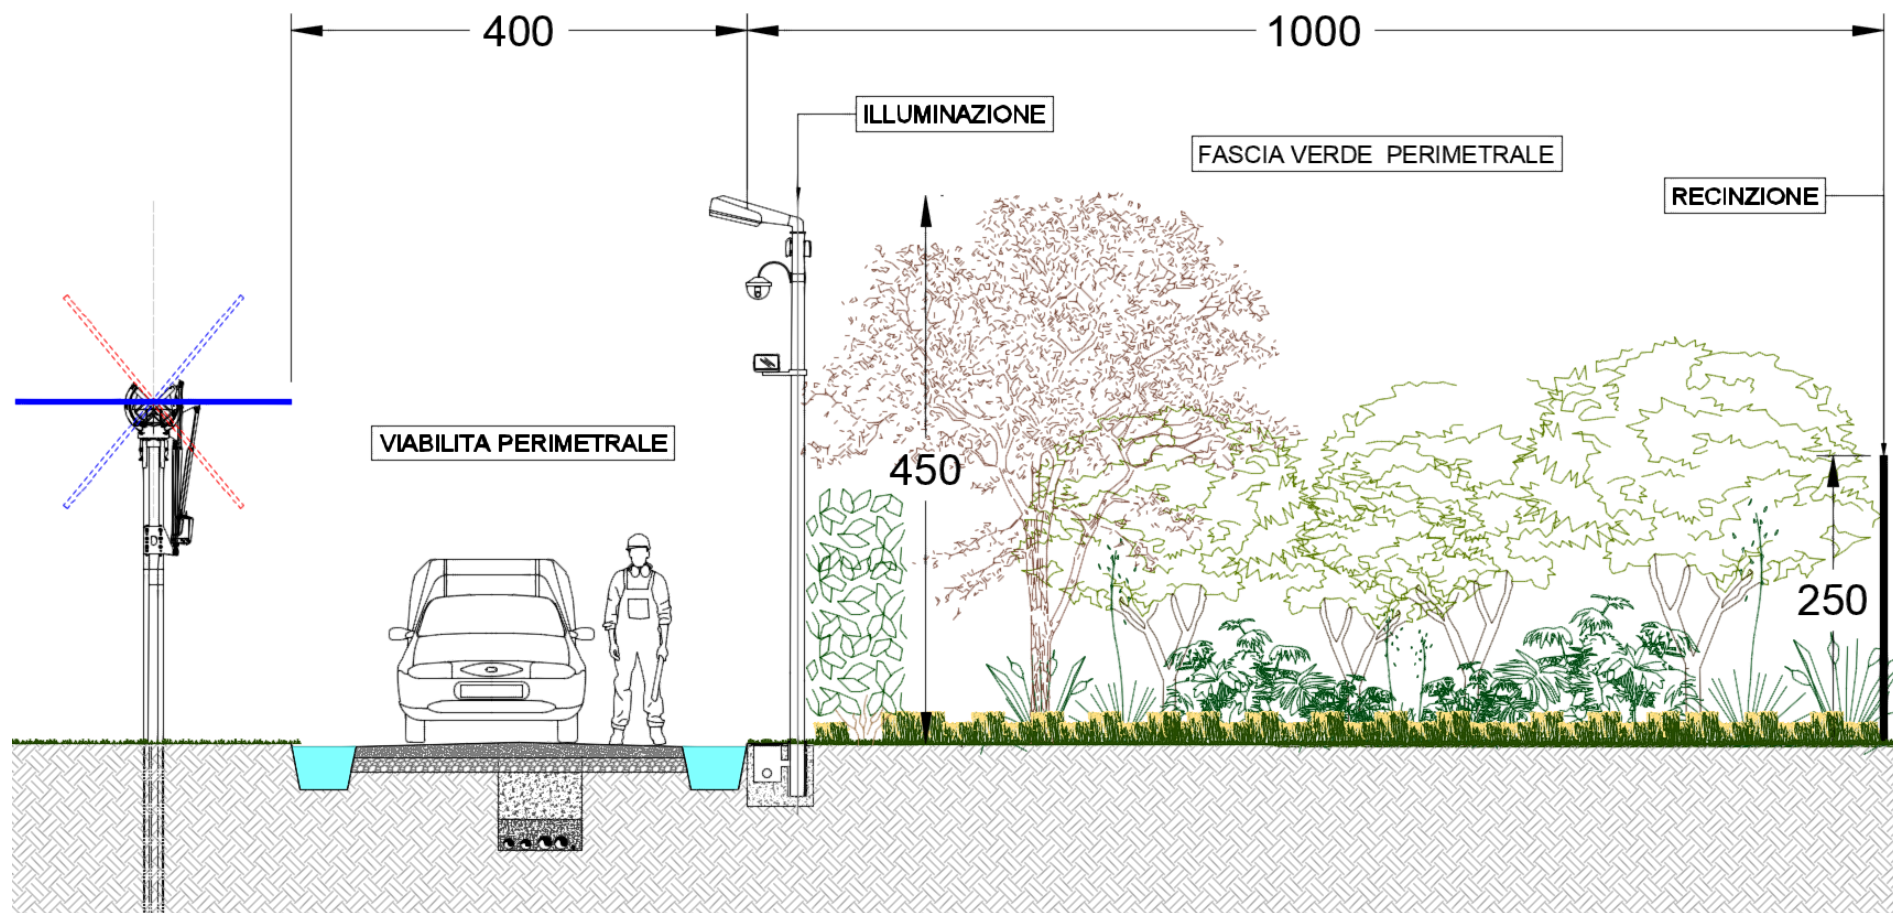 400
1000
ILLUMINAZIONE
FASCIA VERDE PERIMETRALE
RECINZIONE
VIABILITA PERIMETRALE
450
250